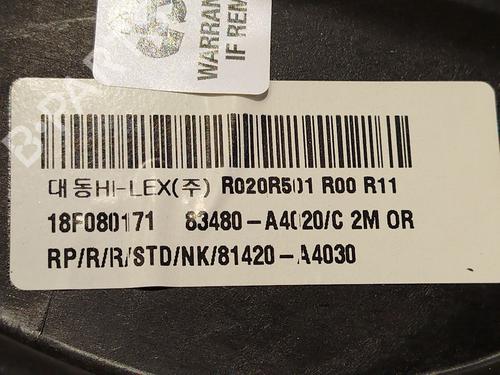 WARRAN
IF REM
대동HI-LEX(주) R020R501 R00 R11
18F080171 83480-A4020/C 2M OR
RP/R/R/STD/NK/81420-A4030